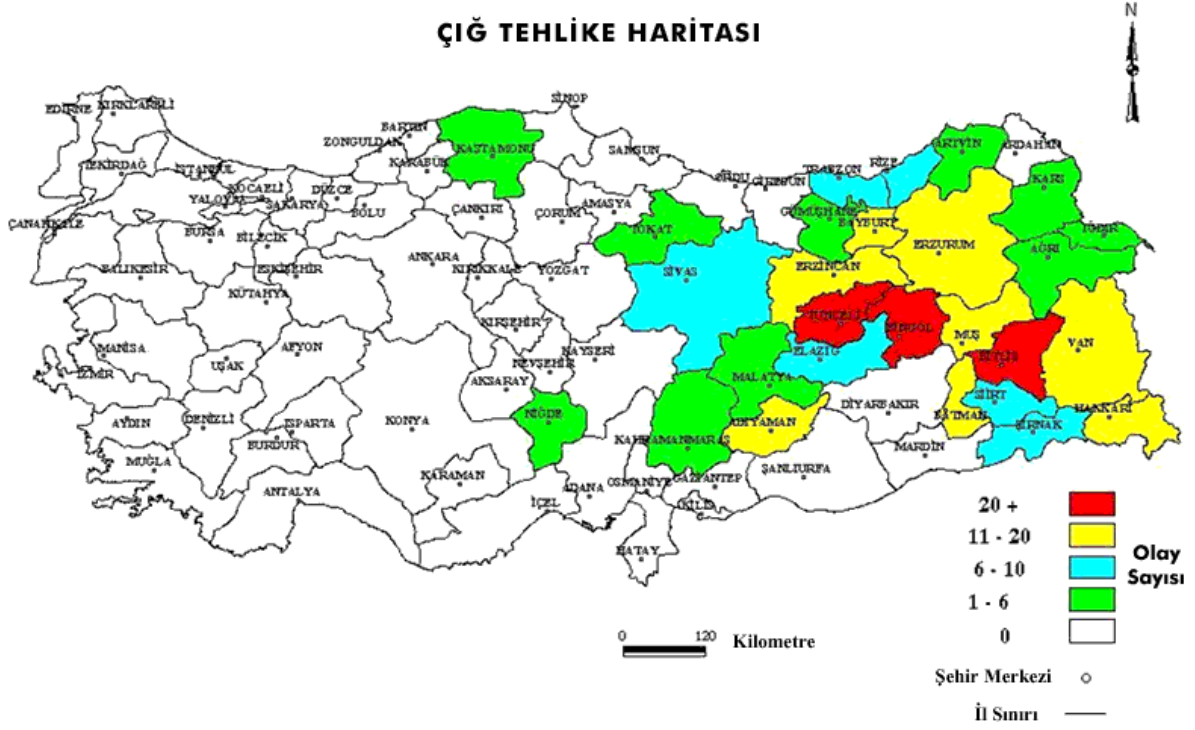 ÇIĞ TEHLİKE HARİTASI
N
SİNOP
EDİRNE
KIRKLARELİ
BARTIN
ZONGULDAK
KASTAMONU
SAMSUN
ARTVİN
ARDAHAN
TEKİRDAĞ
İSTANBUL
KARABÜK
RİZE
TRABZON
ORDU
GİRESUN
KARS
KOCAELİ
DÜZCE
YALOVA
SAKARYA
BOLU
ÇANKIRI
ÇORUM
AMASYA
GÜMÜŞHANE
BAYBURT
ÇANAKKALE
BURSA
BİLECİK
TOKAT
ERZURUM
IĞDIR
AĞRI
BALIKESİR
ESKİŞEHİR
ANKARA
KIRIKKALE
YOZGAT
SİVAS
ERZİNCAN
KÜTAHYA
KIRŞEHİR
TUNCELİ
BİNGÖL
MUŞ
VAN
MANİSA
UŞAK
AFYON
NEVŞEHİR
KAYSERİ
ELAZIĞ
BİTLİS
İZMİR
AKSARAY
MALATYA
SİİRT
AYDIN
DENİZLİ
ISPARTA
KONYA
NİĞDE
DİYARBAKIR
BATMAN
HAKKARİ
BURDUR
KAHRAMANMARAŞ
ADIYAMAN
ŞIRNAK
MARDİN
MUĞLA
KARAMAN
ŞANLIURFA
ANTALYA
İÇEL
ADANA
OSMANİYE
GAZİANTEP
KİLİS
HATAY
20 +
11 - 20
6 - 10
1 - 6
0
Olay
Sayısı
0 120 Kilometre
Şehir Merkezi
İl Sınırı